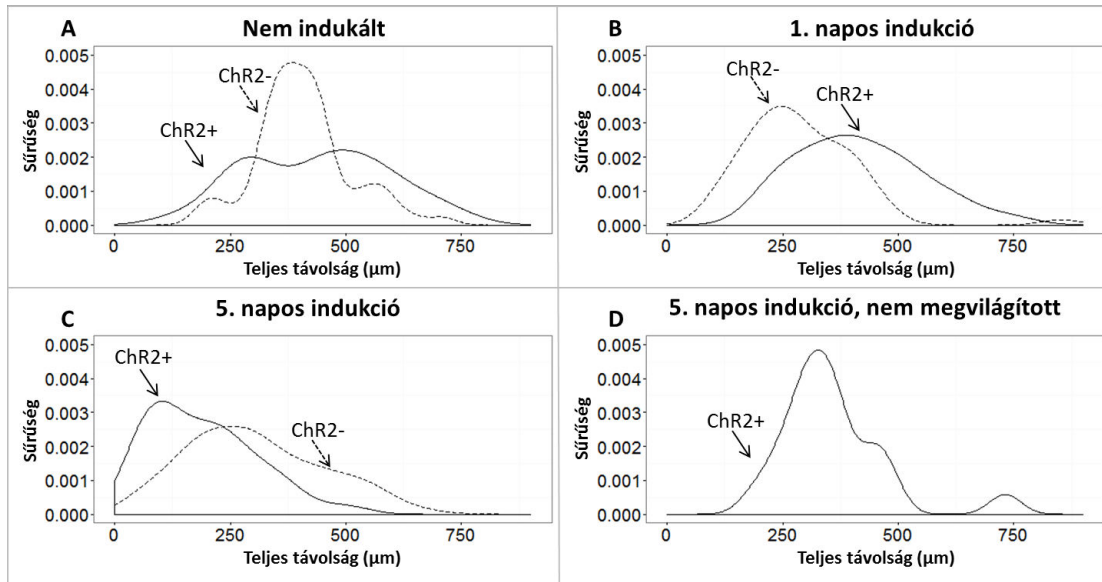 A
Nem indukált
0.005
0.004
0.003
0.002
0.001
0.000
Sűrűség
ChR2-
ChR2+
0
250
500
750
Teljes távolság (µm)
B
1. napos indukció
0.005
0.004
0.003
0.002
0.001
0.000
Sűrűség
ChR2-
ChR2+
0
250
500
750
Teljes távolság (µm)
C
5. napos indukció
0.005
0.004
0.003
0.002
0.001
0.000
Sűrűség
ChR2+
ChR2-
0
250
500
750
Teljes távolság (µm)
D
5. napos indukció, nem megvilágított
0.005
0.004
0.003
0.002
0.001
0.000
Sűrűség
ChR2+
0
250
500
750
Teljes távolság (µm)